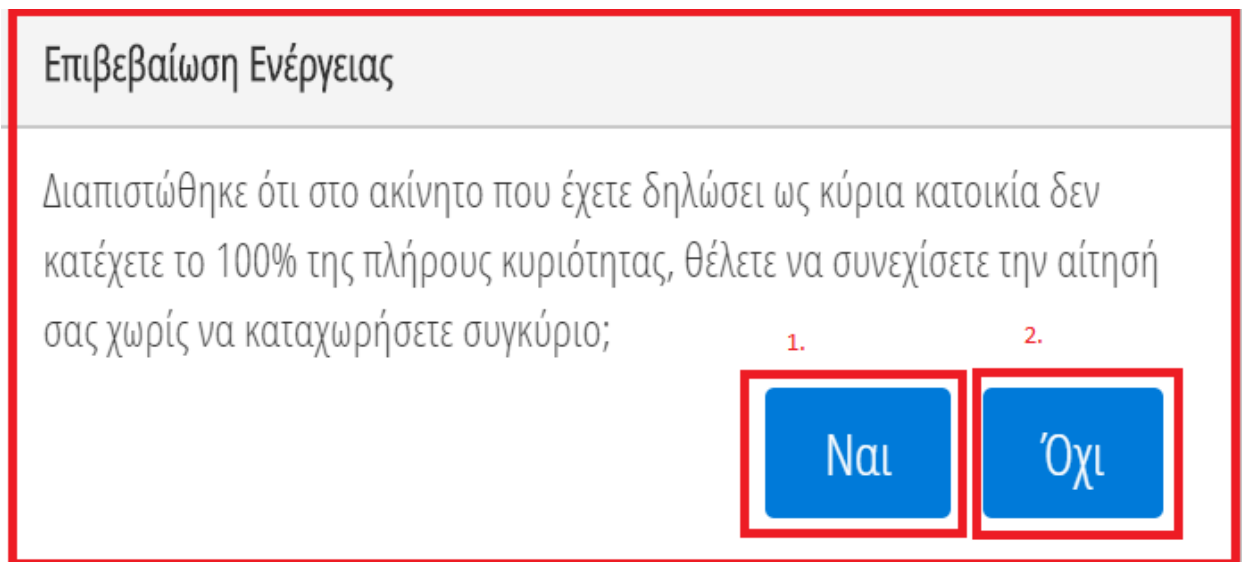 Επιβεβαίωση Ενέργειας
Διαπιστώθηκε ότι στο ακίνητο που έχετε δηλώσει ως κύρια κατοικία δεν
κατέχετε το 100% της πλήρους κυριότητας, θέλετε να συνεχίσετε την αίτησή
σας χωρίς να καταχωρήσετε συγκύριο;
1. 2.
Ναι Όχι